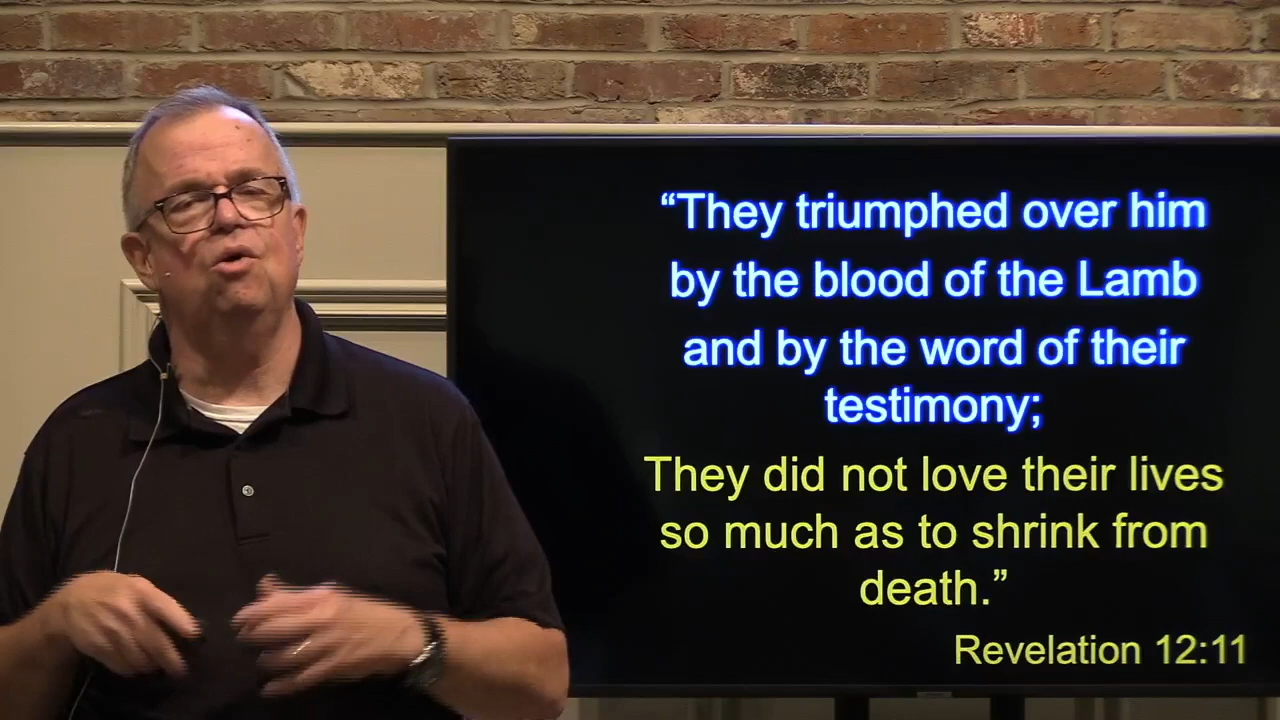 “They triumphed over him
by the blood of the Lamb
and by the word of their
testimony;
They did not love their lives
so much as to shrink from
death.”
Revelation 12:11